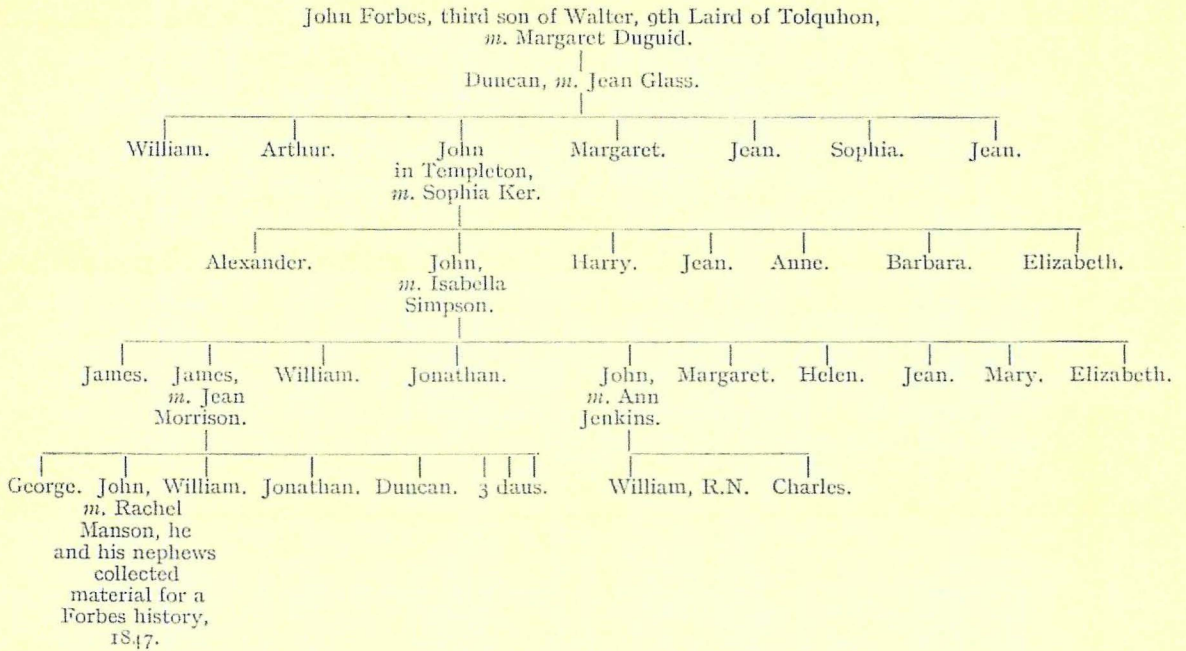 John Forbes, third son of Walter, 9th Laird of Tolquhon,
m. Margaret Duguid.
Duncan, m. Jean Glass.
William. Arthur. John Margaret. Jean. Sophia. Jean.
in Templeton,
m. Sophia Ker.
Alexander. John, Harry. Jean. Anne. Barbara. Elizabeth.
m. Isabella
Simpson.
James. James, William. Jonathan. John, Margaret. Helen. Jean. Mary. Elizabeth.
m. Jean m. Ann
Morrison. Jenkins.
George. John, William. Jonathan. Duncan. 3 daus. William, R.N. Charles.
m. Rachel
Manson, he
and his nephews
collected
material for a
Forbes history,
1847.